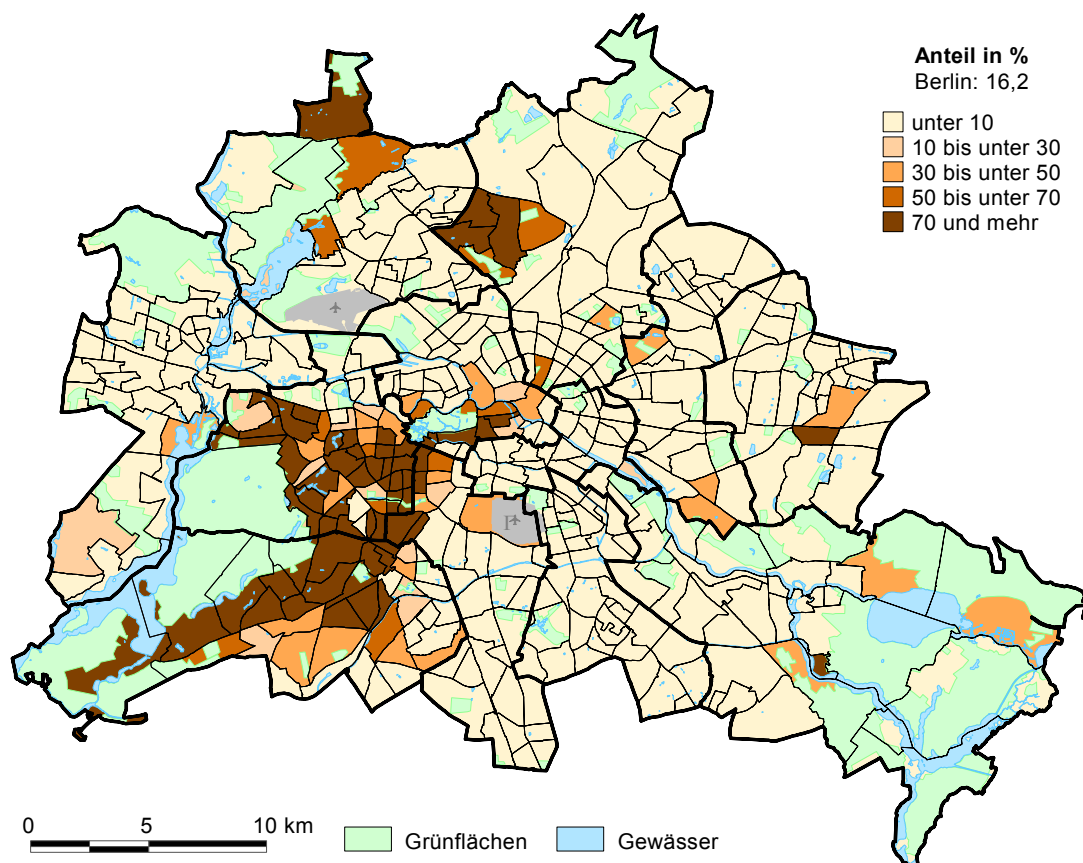 Anteil in %
Berlin: 16,2
unter 10
10 bis unter 30
30 bis unter 50
50 bis unter 70
70 und mehr
0 5 10 km
Grünflächen
Gewässer